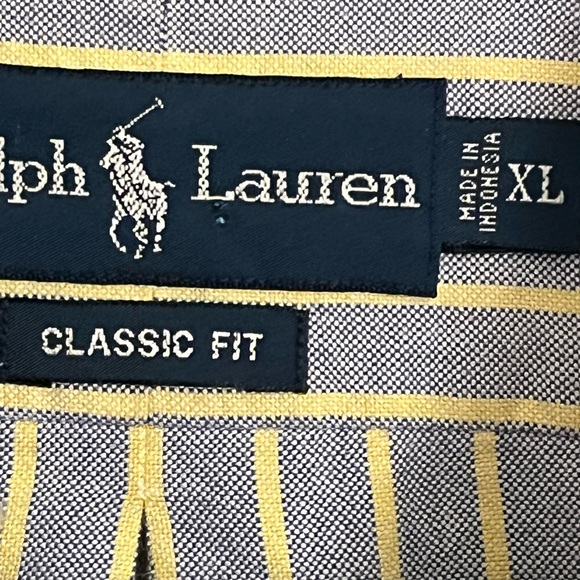 lph Lauren
MADE IN
INDONESIA
XL
CLASSIC FIT